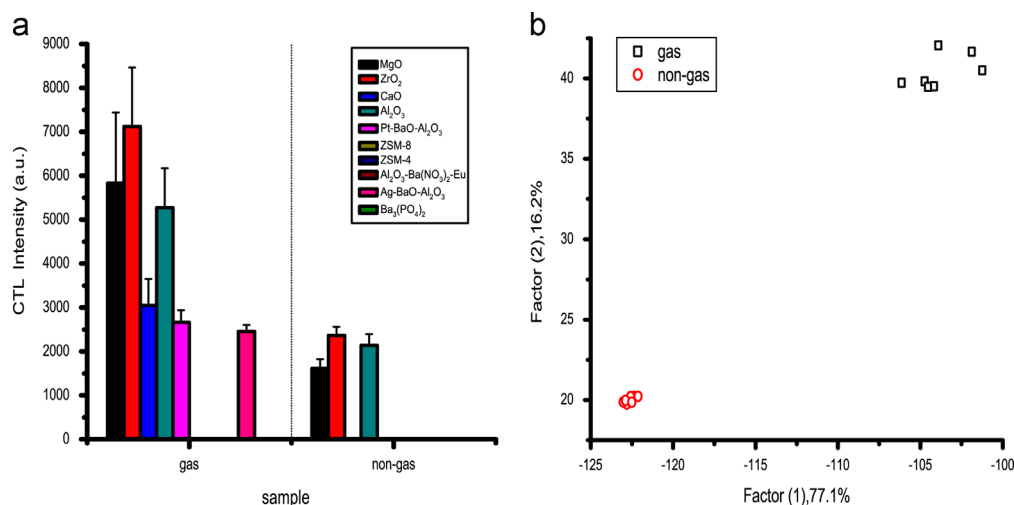 a
9000
8000
7000
6000
5000
4000
3000
2000
1000
0
CTL Intensity (a.u.)
MgO
ZrO₂
CaO
Al₂O₃
Pt-BaO-Al₂O₃
ZSM-8
ZSM-4
Al₂O₃-Ba(NO₃)₂-Eu
Ag-BaO-Al₂O₃
Ba₃(PO₄)₂
gas
non-gas
sample
b
40
35
30
25
20
Factor (2),16.2%
gas
non-gas
-125
-120
-115
-110
-105
-100
Factor (1),77.1%